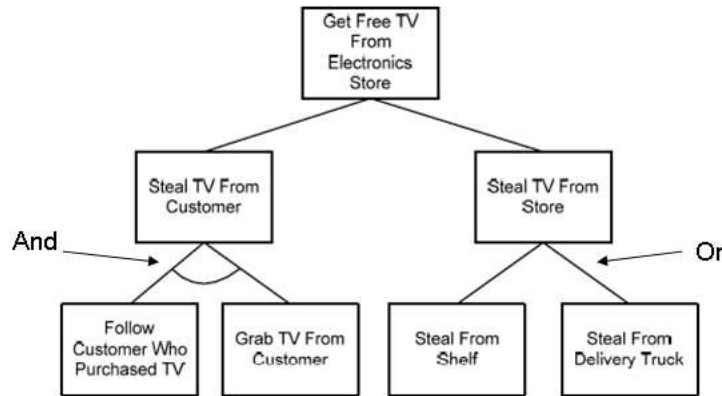 Get Free TV
From
Electronics
Store
Steal TV From
Customer
Steal TV From
Store
And
Or
Follow
Customer Who
Purchased TV
Grab TV From
Customer
Steal From
Shelf
Steal From
Delivery Truck